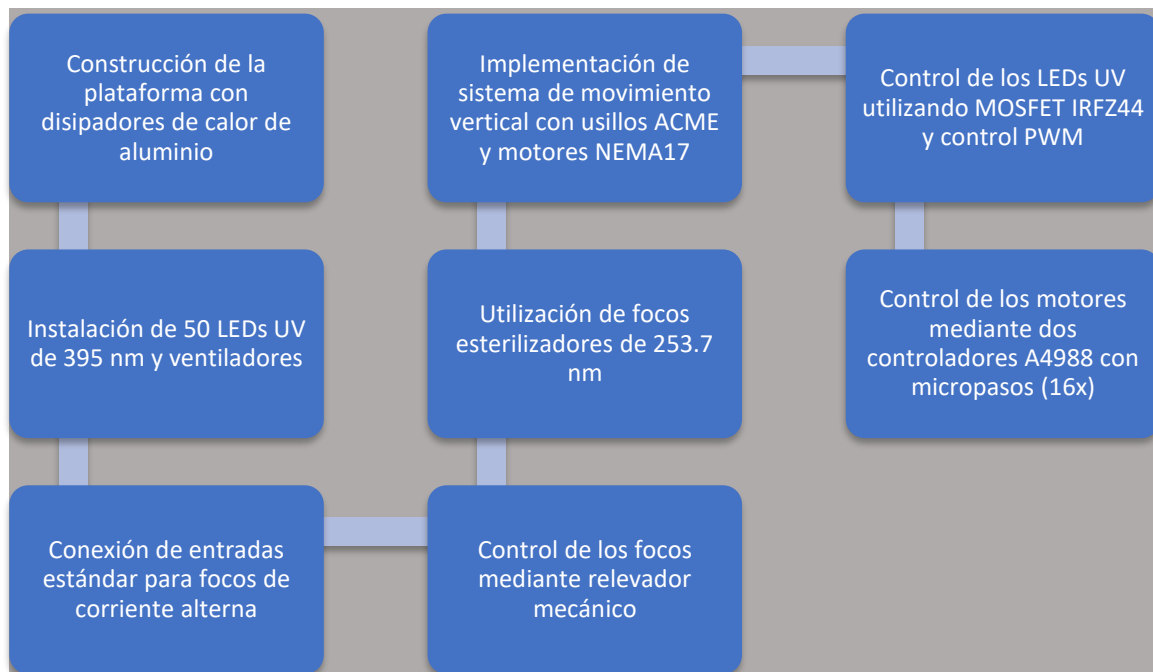 Construcción de la
plataforma con
disipadores de calor de
aluminio
Instalación de 50 LEDs UV
de 395 nm y ventiladores
Conexión de entradas
estándar para focos de
corriente alterna
Control de los focos
mediante relevador
mecánico
Utilización de focos
esterilizadores de 253.7
nm
Implementación de
sistema de movimiento
vertical con usillos ACME
y motores NEMA17
Control de los LEDs UV
utilizando MOSFET IRFZ44
y control PWM
Control de los motores
mediante dos
controladores A4988 con
micropasos (16x)